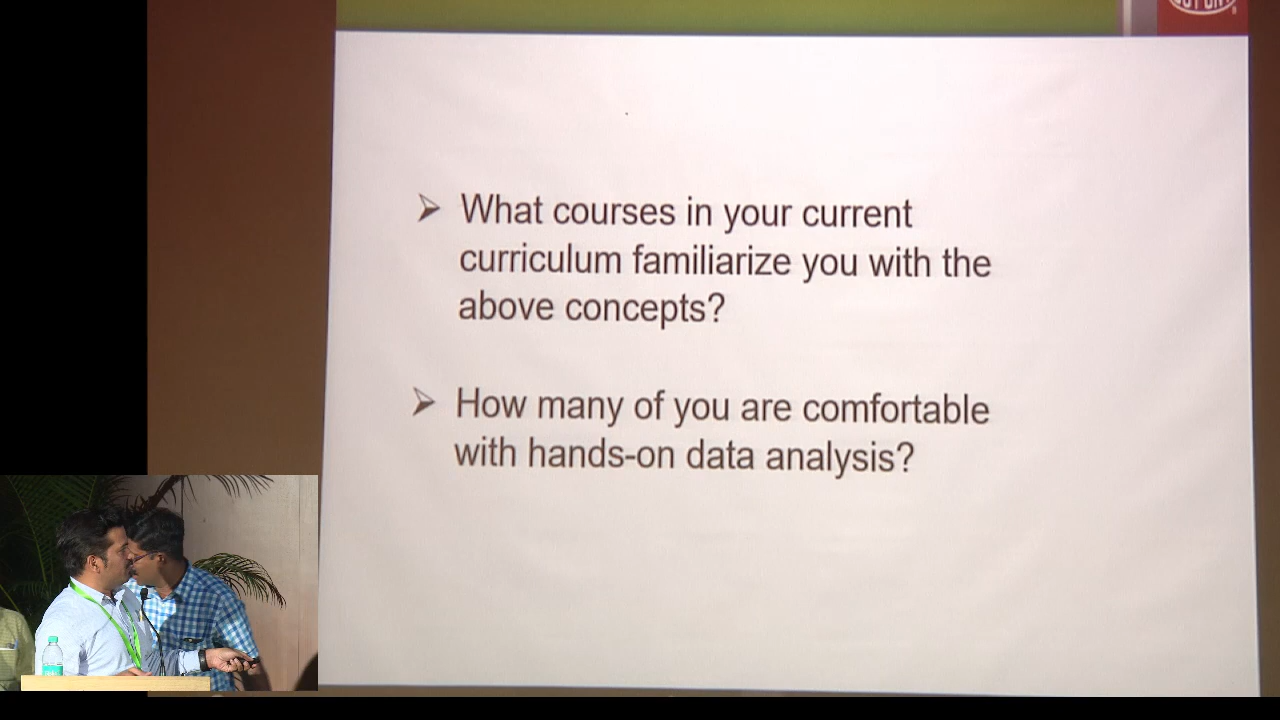 What courses in your current
curriculum familiarize you with the
above concepts?
How many of you are comfortable
with hands-on data analysis?